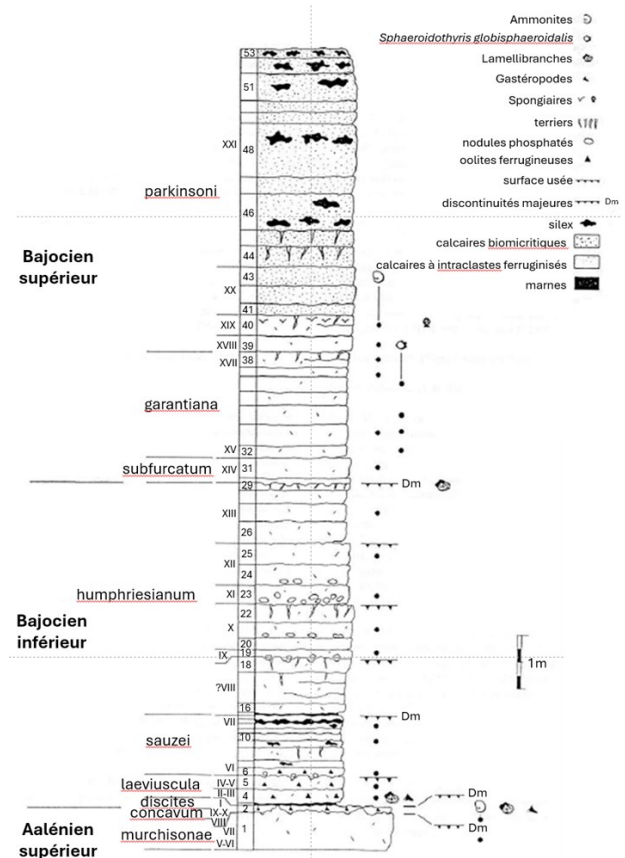 Ammonites
Sphaeroidothyris globisphaeroidalis
Lamellibranches
Gastéropodes
Spongiaires
terriers
nodules phosphatés
oolites ferrugineuses
surface usée
discontinuités majeures Dm
silex
calcaires biomicritiques
calcaires à intraclastes ferruginisés
marnes
53
51
XXI 48
parkinsoni
46
Bajocien
supérieur
44
43
XX
41
XIX 40
XVIII 39
XVII 38
garantiana
XV 32
subfurcatum XIV 31
29 Dm
XIII
26
25
XII
24
humphriesianum XI 23
22
Bajocien
inférieur
X
20
IX 19
18
1m
?VIII
16
Dm
VII
10
sauzei
VI 6
laeviuscula IV-V 5
II-III 4
Dm
discites I
concavum IX-X 2
Aalénien
supérieur
VIII
murchisonae VII 1
Dm
V-VI